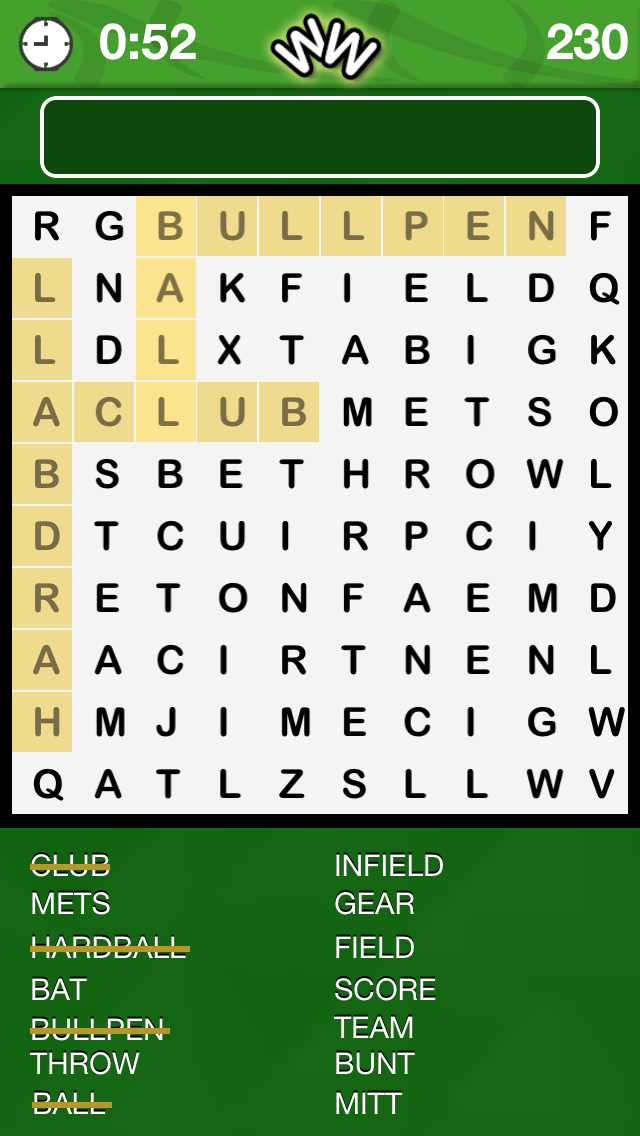 0:52 WW 230
R G B U L L P E N F
L N A K F I E L D Q
L D L X T A B I G K
A C L U B M E T S O
B S B E T H R O W L
D T C U I R P C I Y
R E T O N F A E M D
A A C I R T N E N L
H M J I M E C I G W
Q A T L Z S L L W V
CLUB INFIELD
METS GEAR
HARDBALL FIELD
BAT SCORE
BULLPEN TEAM
THROW BUNT
BALL MITT